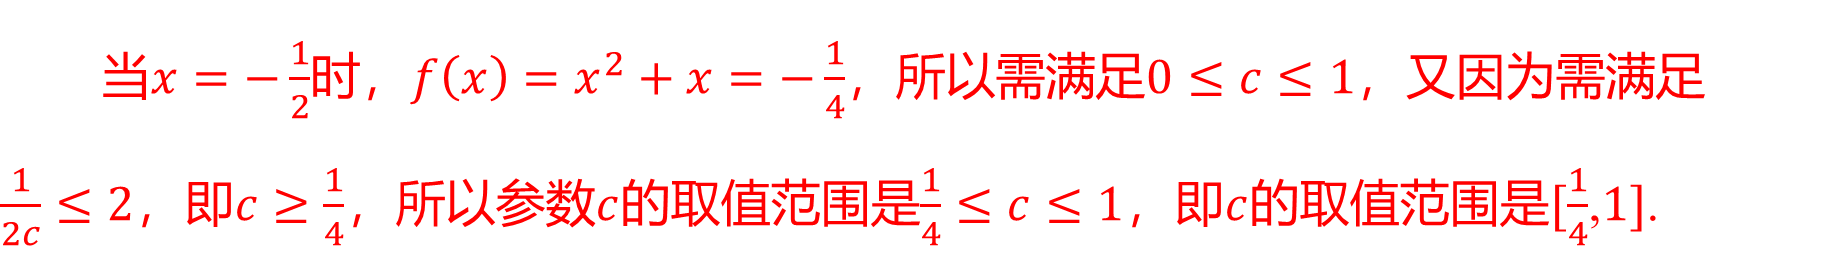 当x = −1/2时，f(x) = x² + x = −1/4，所以需满足0 ≤ c ≤ 1，又因为需满足
1/2c ≤ 2，即c ≥ 1/4，所以参数c的取值范围是1/4 ≤ c ≤ 1，即c的取值范围是[1/4,1].